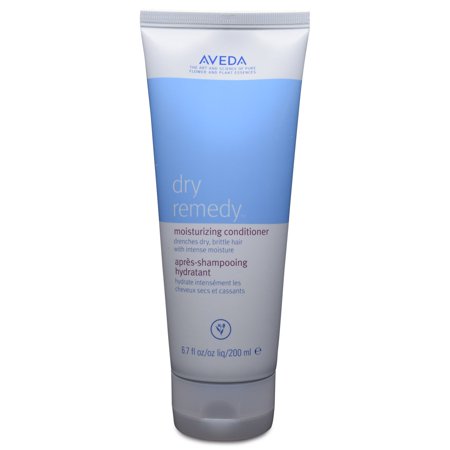 AVEDA
THE ART AND SCIENCE OF PURE
FLOWER AND PLANT ESSENCES
dry
remedy™
moisturizing conditioner
drenches dry, brittle hair
with intense moisture
après-shampooing
hydratant
hydrate intensément les
cheveux secs et cassants
6.7 fl oz/oz liq/200 ml ℮